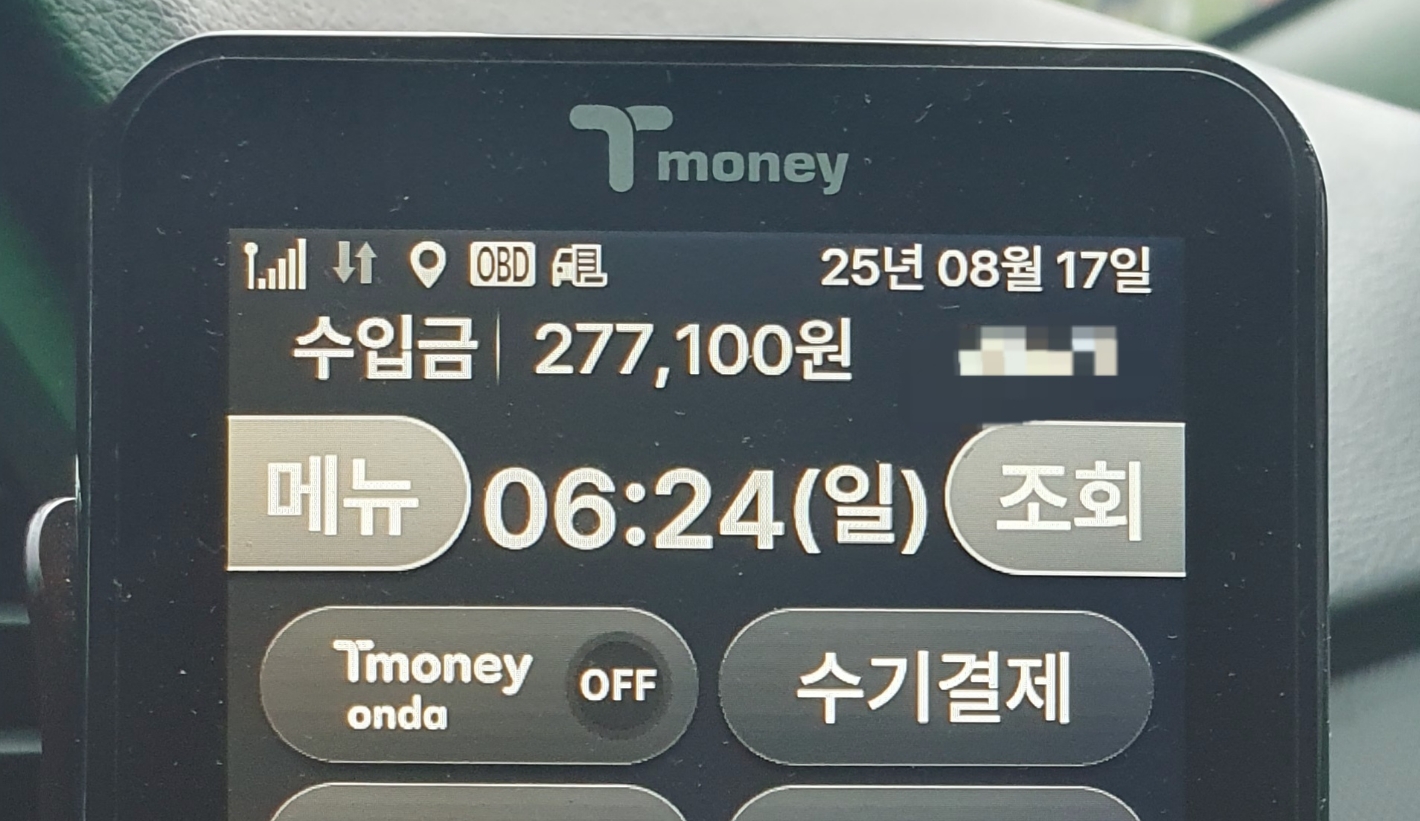 Tmoney
OBD 25년 08월 17일
수입금 277,100원
메뉴 06:24(일) 조회
Tmoney onda OFF 수기결제